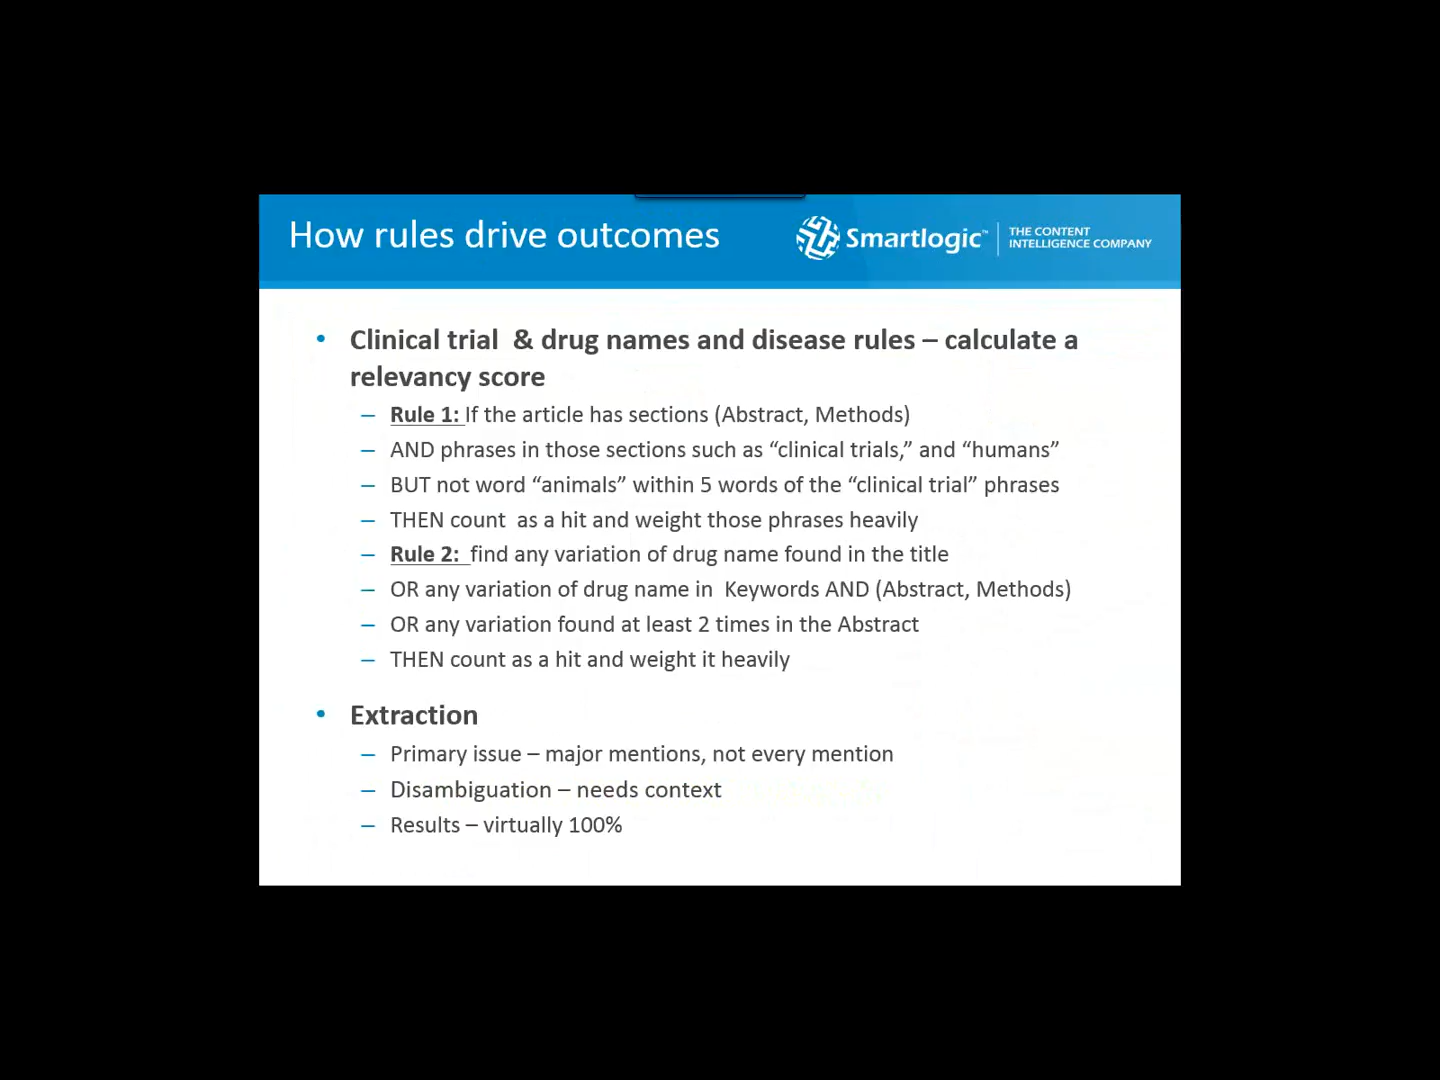 How rules drive outcomes
Smartlogic™
THE CONTENT
INTELLIGENCE COMPANY
• Clinical trial & drug names and disease rules – calculate a
relevancy score
– Rule 1: If the article has sections (Abstract, Methods)
– AND phrases in those sections such as “clinical trials,” and “humans”
– BUT not word “animals” within 5 words of the “clinical trial” phrases
– THEN count as a hit and weight those phrases heavily
– Rule 2: find any variation of drug name found in the title
– OR any variation of drug name in Keywords AND (Abstract, Methods)
– OR any variation found at least 2 times in the Abstract
– THEN count as a hit and weight it heavily
• Extraction
– Primary issue – major mentions, not every mention
– Disambiguation – needs context
– Results – virtually 100%